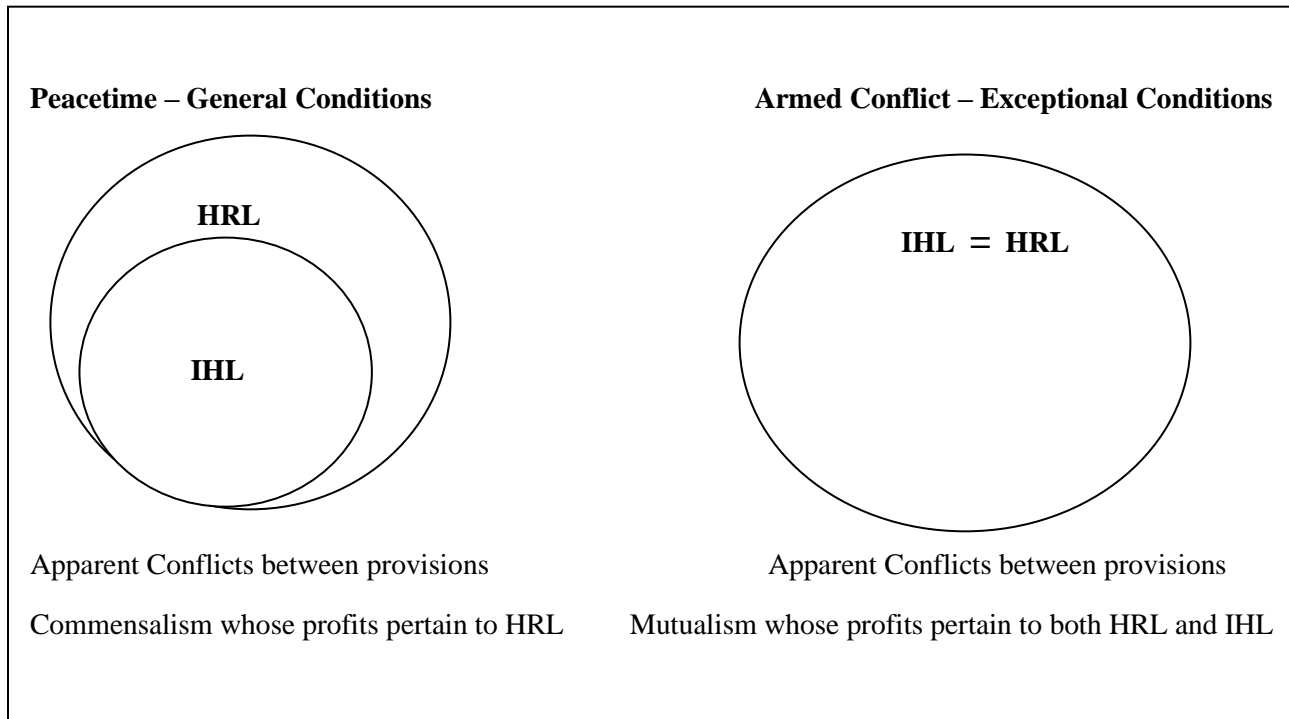 Peacetime – General Conditions
Armed Conflict – Exceptional Conditions
HRL
IHL
IHL = HRL
Apparent Conflicts between provisions
Commensalism whose profits pertain to HRL
Apparent Conflicts between provisions
Mutualism whose profits pertain to both HRL and IHL